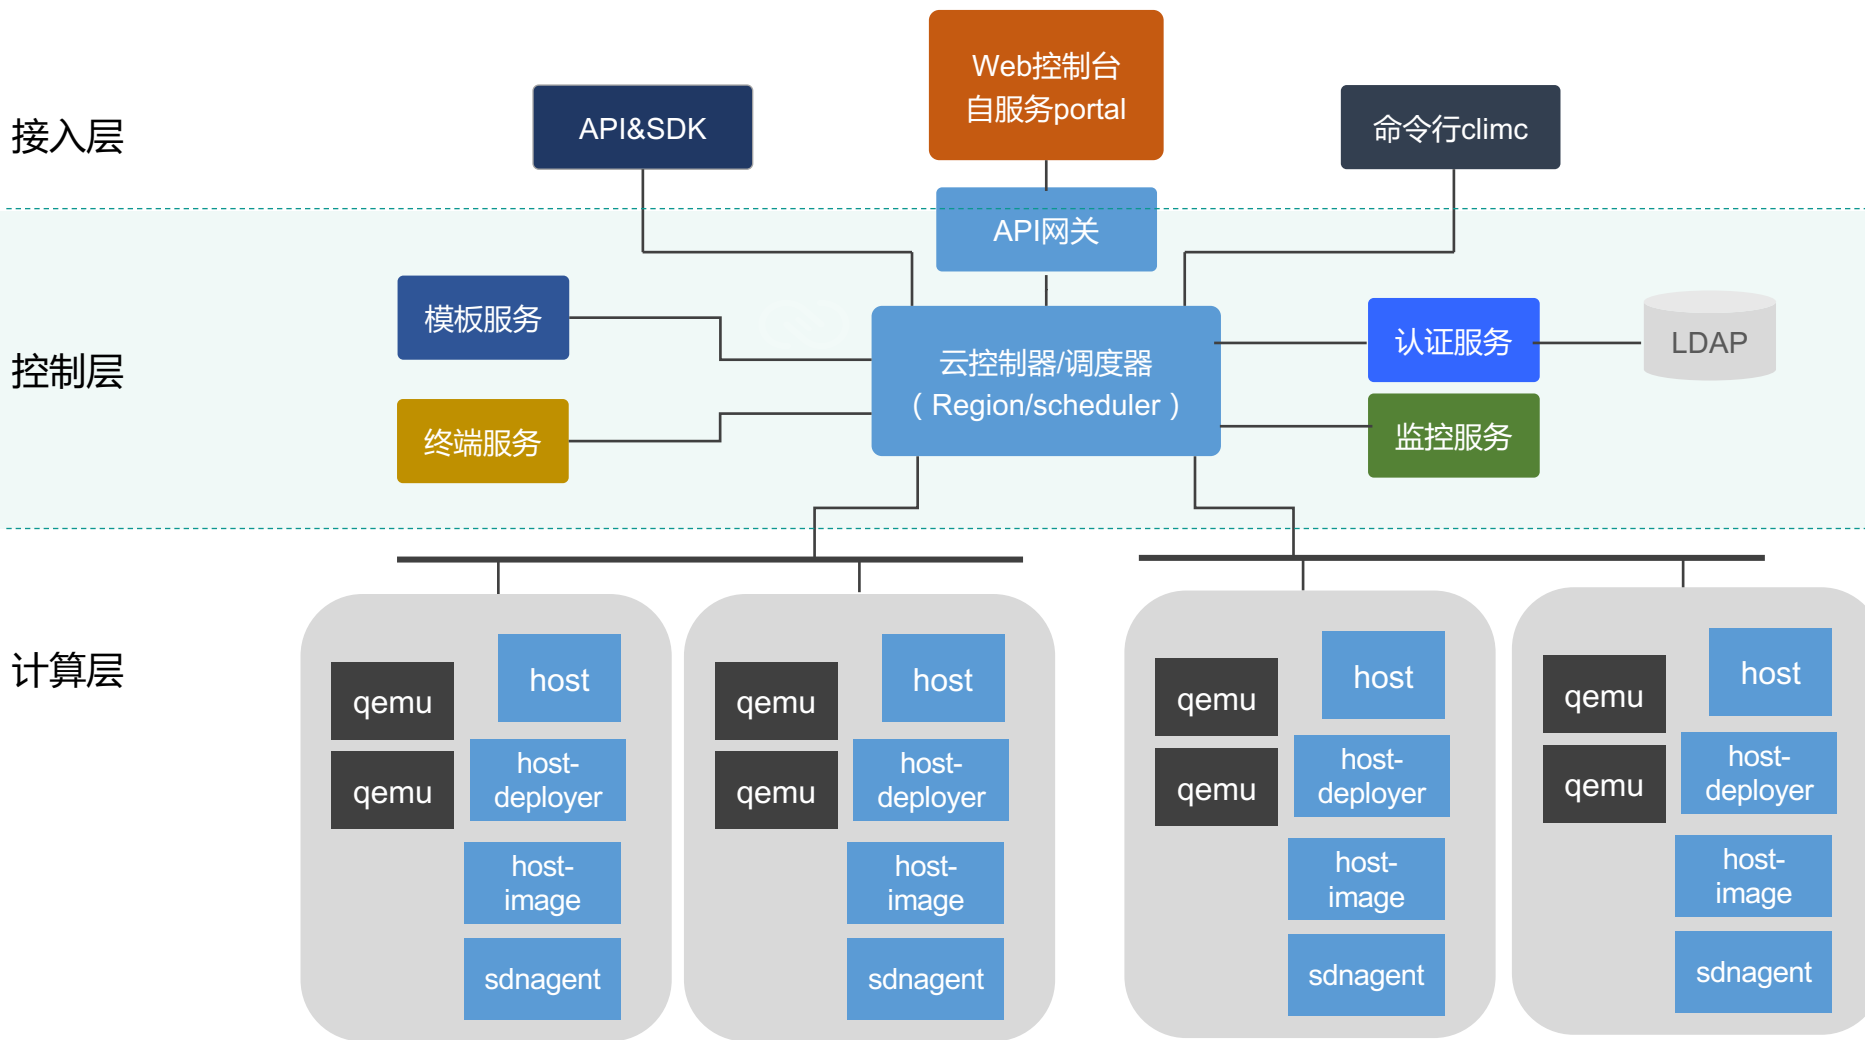 接入层
API&SDK
Web控制台
自服务portal
命令行climc
API网关
控制层
模板服务
终端服务
云控制器/调度器
（Region/scheduler）
认证服务
LDAP
监控服务
计算层
qemu
qemu
host
host-
deployer
host-
image
sdnagent
qemu
qemu
host
host-
deployer
host-
image
sdnagent
qemu
qemu
host
host-
deployer
host-
image
sdnagent
qemu
qemu
host
host-
deployer
host-
image
sdnagent